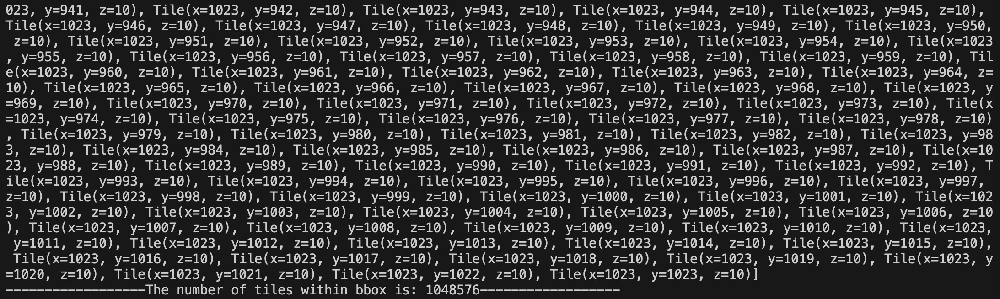 023, y=941, z=10), Tile(x=1023, y=942, z=10), Tile(x=1023, y=943, z=10), Tile(x=1023, y=944, z=10), Tile(x=1023, y=945, z=10),
Tile(x=1023, y=946, z=10), Tile(x=1023, y=947, z=10), Tile(x=1023, y=948, z=10), Tile(x=1023, y=949, z=10), Tile(x=1023, y=950,
 z=10), Tile(x=1023, y=951, z=10), Tile(x=1023, y=952, z=10), Tile(x=1023, y=953, z=10), Tile(x=1023, y=954, z=10), Tile(x=1023
, y=955, z=10), Tile(x=1023, y=956, z=10), Tile(x=1023, y=957, z=10), Tile(x=1023, y=958, z=10), Tile(x=1023, y=959, z=10), Til
e(x=1023, y=960, z=10), Tile(x=1023, y=961, z=10), Tile(x=1023, y=962, z=10), Tile(x=1023, y=963, z=10), Tile(x=1023, y=964, z=
10), Tile(x=1023, y=965, z=10), Tile(x=1023, y=966, z=10), Tile(x=1023, y=967, z=10), Tile(x=1023, y=968, z=10), Tile(x=1023, y
=969, z=10), Tile(x=1023, y=970, z=10), Tile(x=1023, y=971, z=10), Tile(x=1023, y=972, z=10), Tile(x=1023, y=973, z=10), Tile(x
=1023, y=974, z=10), Tile(x=1023, y=975, z=10), Tile(x=1023, y=976, z=10), Tile(x=1023, y=977, z=10), Tile(x=1023, y=978, z=10)
, Tile(x=1023, y=979, z=10), Tile(x=1023, y=980, z=10), Tile(x=1023, y=981, z=10), Tile(x=1023, y=982, z=10), Tile(x=1023, y=98
3, z=10), Tile(x=1023, y=984, z=10), Tile(x=1023, y=985, z=10), Tile(x=1023, y=986, z=10), Tile(x=1023, y=987, z=10), Tile(x=10
23, y=988, z=10), Tile(x=1023, y=989, z=10), Tile(x=1023, y=990, z=10), Tile(x=1023, y=991, z=10), Tile(x=1023, y=992, z=10), T
ile(x=1023, y=993, z=10), Tile(x=1023, y=994, z=10), Tile(x=1023, y=995, z=10), Tile(x=1023, y=996, z=10), Tile(x=1023, y=997,
z=10), Tile(x=1023, y=998, z=10), Tile(x=1023, y=999, z=10), Tile(x=1023, y=1000, z=10), Tile(x=1023, y=1001, z=10), Tile(x=102
3, y=1002, z=10), Tile(x=1023, y=1003, z=10), Tile(x=1023, y=1004, z=10), Tile(x=1023, y=1005, z=10), Tile(x=1023, y=1006, z=10
), Tile(x=1023, y=1007, z=10), Tile(x=1023, y=1008, z=10), Tile(x=1023, y=1009, z=10), Tile(x=1023, y=1010, z=10), Tile(x=1023,
 y=1011, z=10), Tile(x=1023, y=1012, z=10), Tile(x=1023, y=1013, z=10), Tile(x=1023, y=1014, z=10), Tile(x=1023, y=1015, z=10),
 Tile(x=1023, y=1016, z=10), Tile(x=1023, y=1017, z=10), Tile(x=1023, y=1018, z=10), Tile(x=1023, y=1019, z=10), Tile(x=1023, y
=1020, z=10), Tile(x=1023, y=1021, z=10), Tile(x=1023, y=1022, z=10), Tile(x=1023, y=1023, z=10)]
------------------The number of tiles within bbox is: 1048576------------------